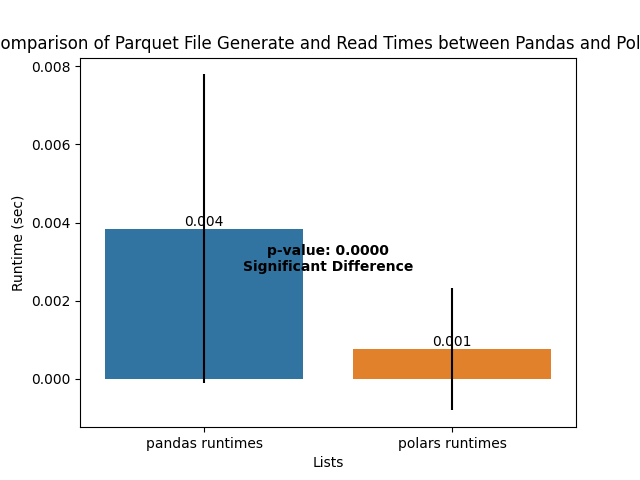 omparison of Parquet File Generate and Read Times between Pandas and Pol
0.008
0.006
0.004
0.002
0.000
Runtime (sec)
0.004
p-value: 0.0000
Significant Difference
0.001
pandas runtimes
polars runtimes
Lists